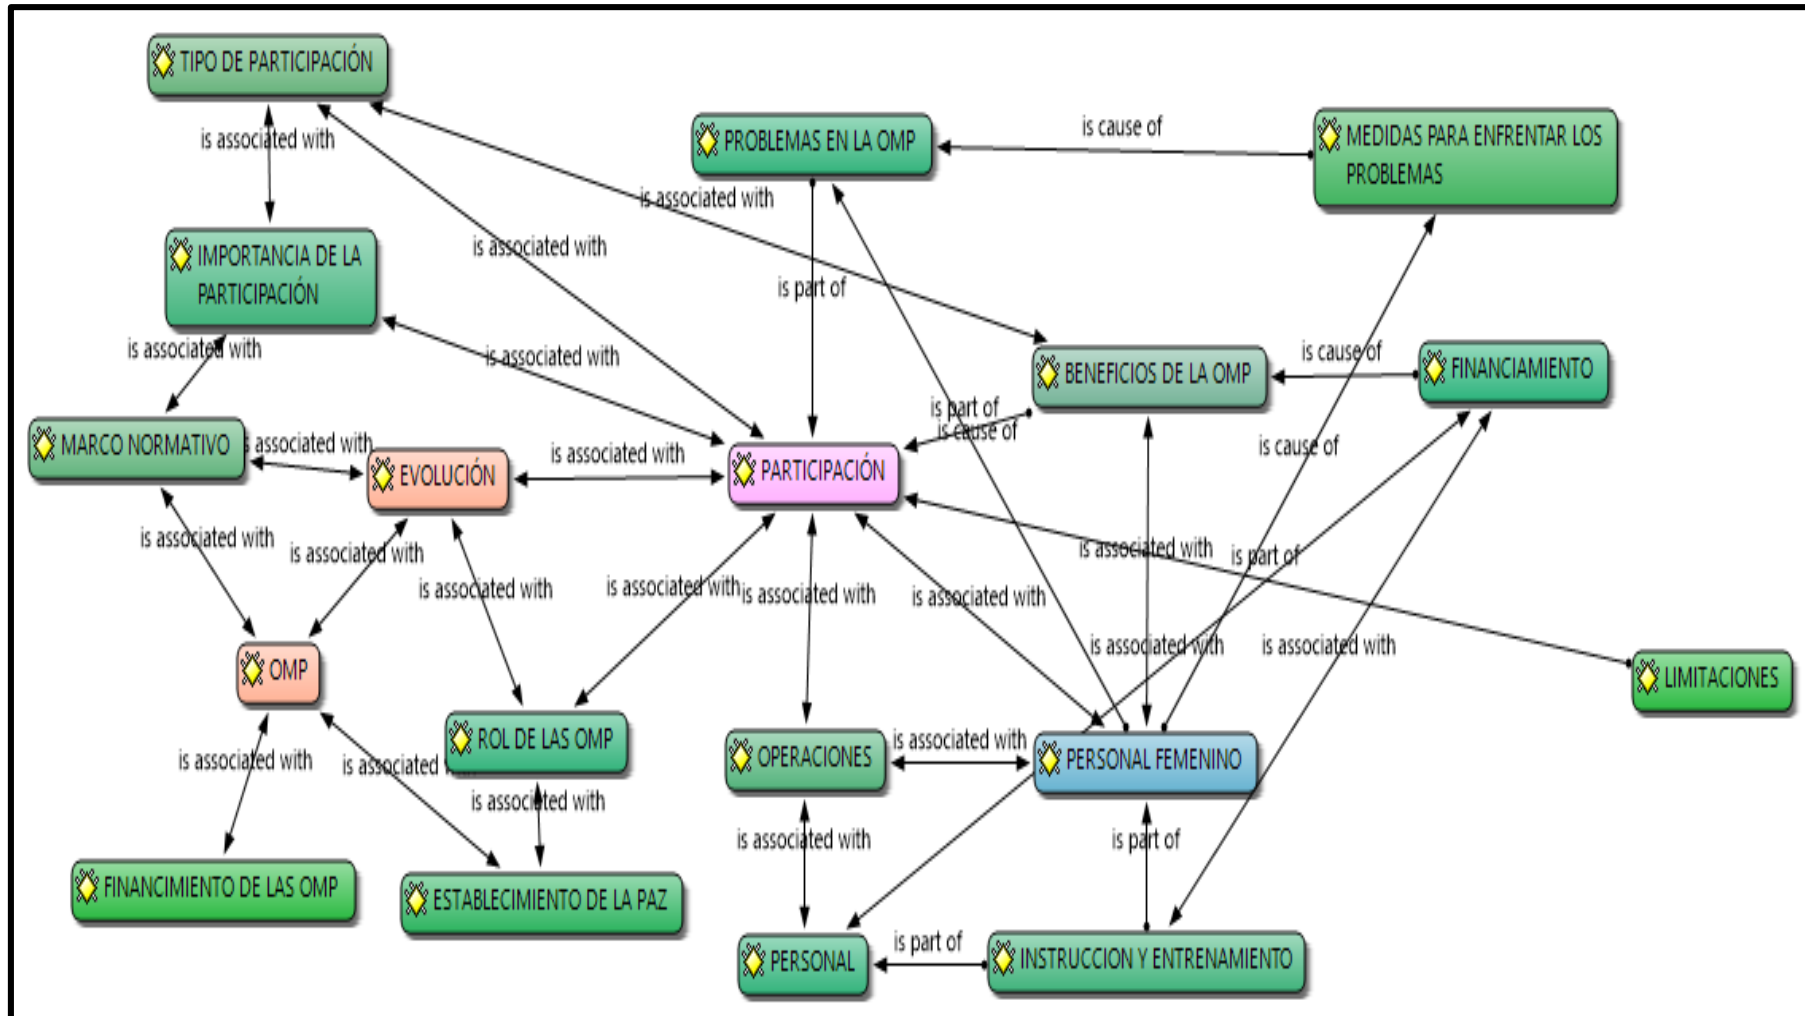 TIPO DE PARTICIPACIÓN
is associated with
PROBLEMAS EN LA OMP
is cause of
MEDIDAS PARA ENFRENTAR LOS
PROBLEMAS
is associated with
is associated with
IMPORTANCIA DE LA
PARTICIPACIÓN
is part of
is associated with
is associated with
BENEFICIOS DE LA OMP
is cause of
FINANCIAMIENTO
is part of
is cause of
MARCO NORMATIVO
is associated with
EVOLUCIÓN
is associated with
PARTICIPACIÓN
is cause of
is associated with
is associated with
is associated with
is associated with
is associated with
is associated with
is associated with
is part of
is associated with
is associated with
OMP
LIMITACIONES
ROL DE LAS OMP
is associated with
is associated with
OPERACIONES
is associated with
PERSONAL FEMENINO
is associated with
is associated with
is part of
FINANCIMIENTO DE LAS OMP
ESTABLECIMIENTO DE LA PAZ
PERSONAL
is part of
INSTRUCCION Y ENTRENAMIENTO